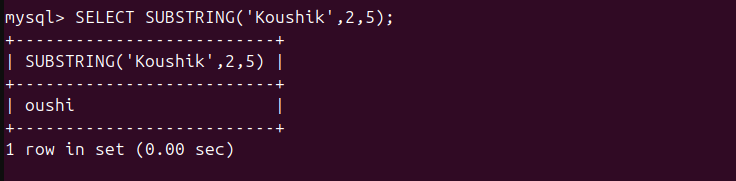 mysql> SELECT SUBSTRING('Koushik',2,5);
+--------------------------+
| SUBSTRING('Koushik',2,5) |
+--------------------------+
| oushi                    |
+--------------------------+
1 row in set (0.00 sec)